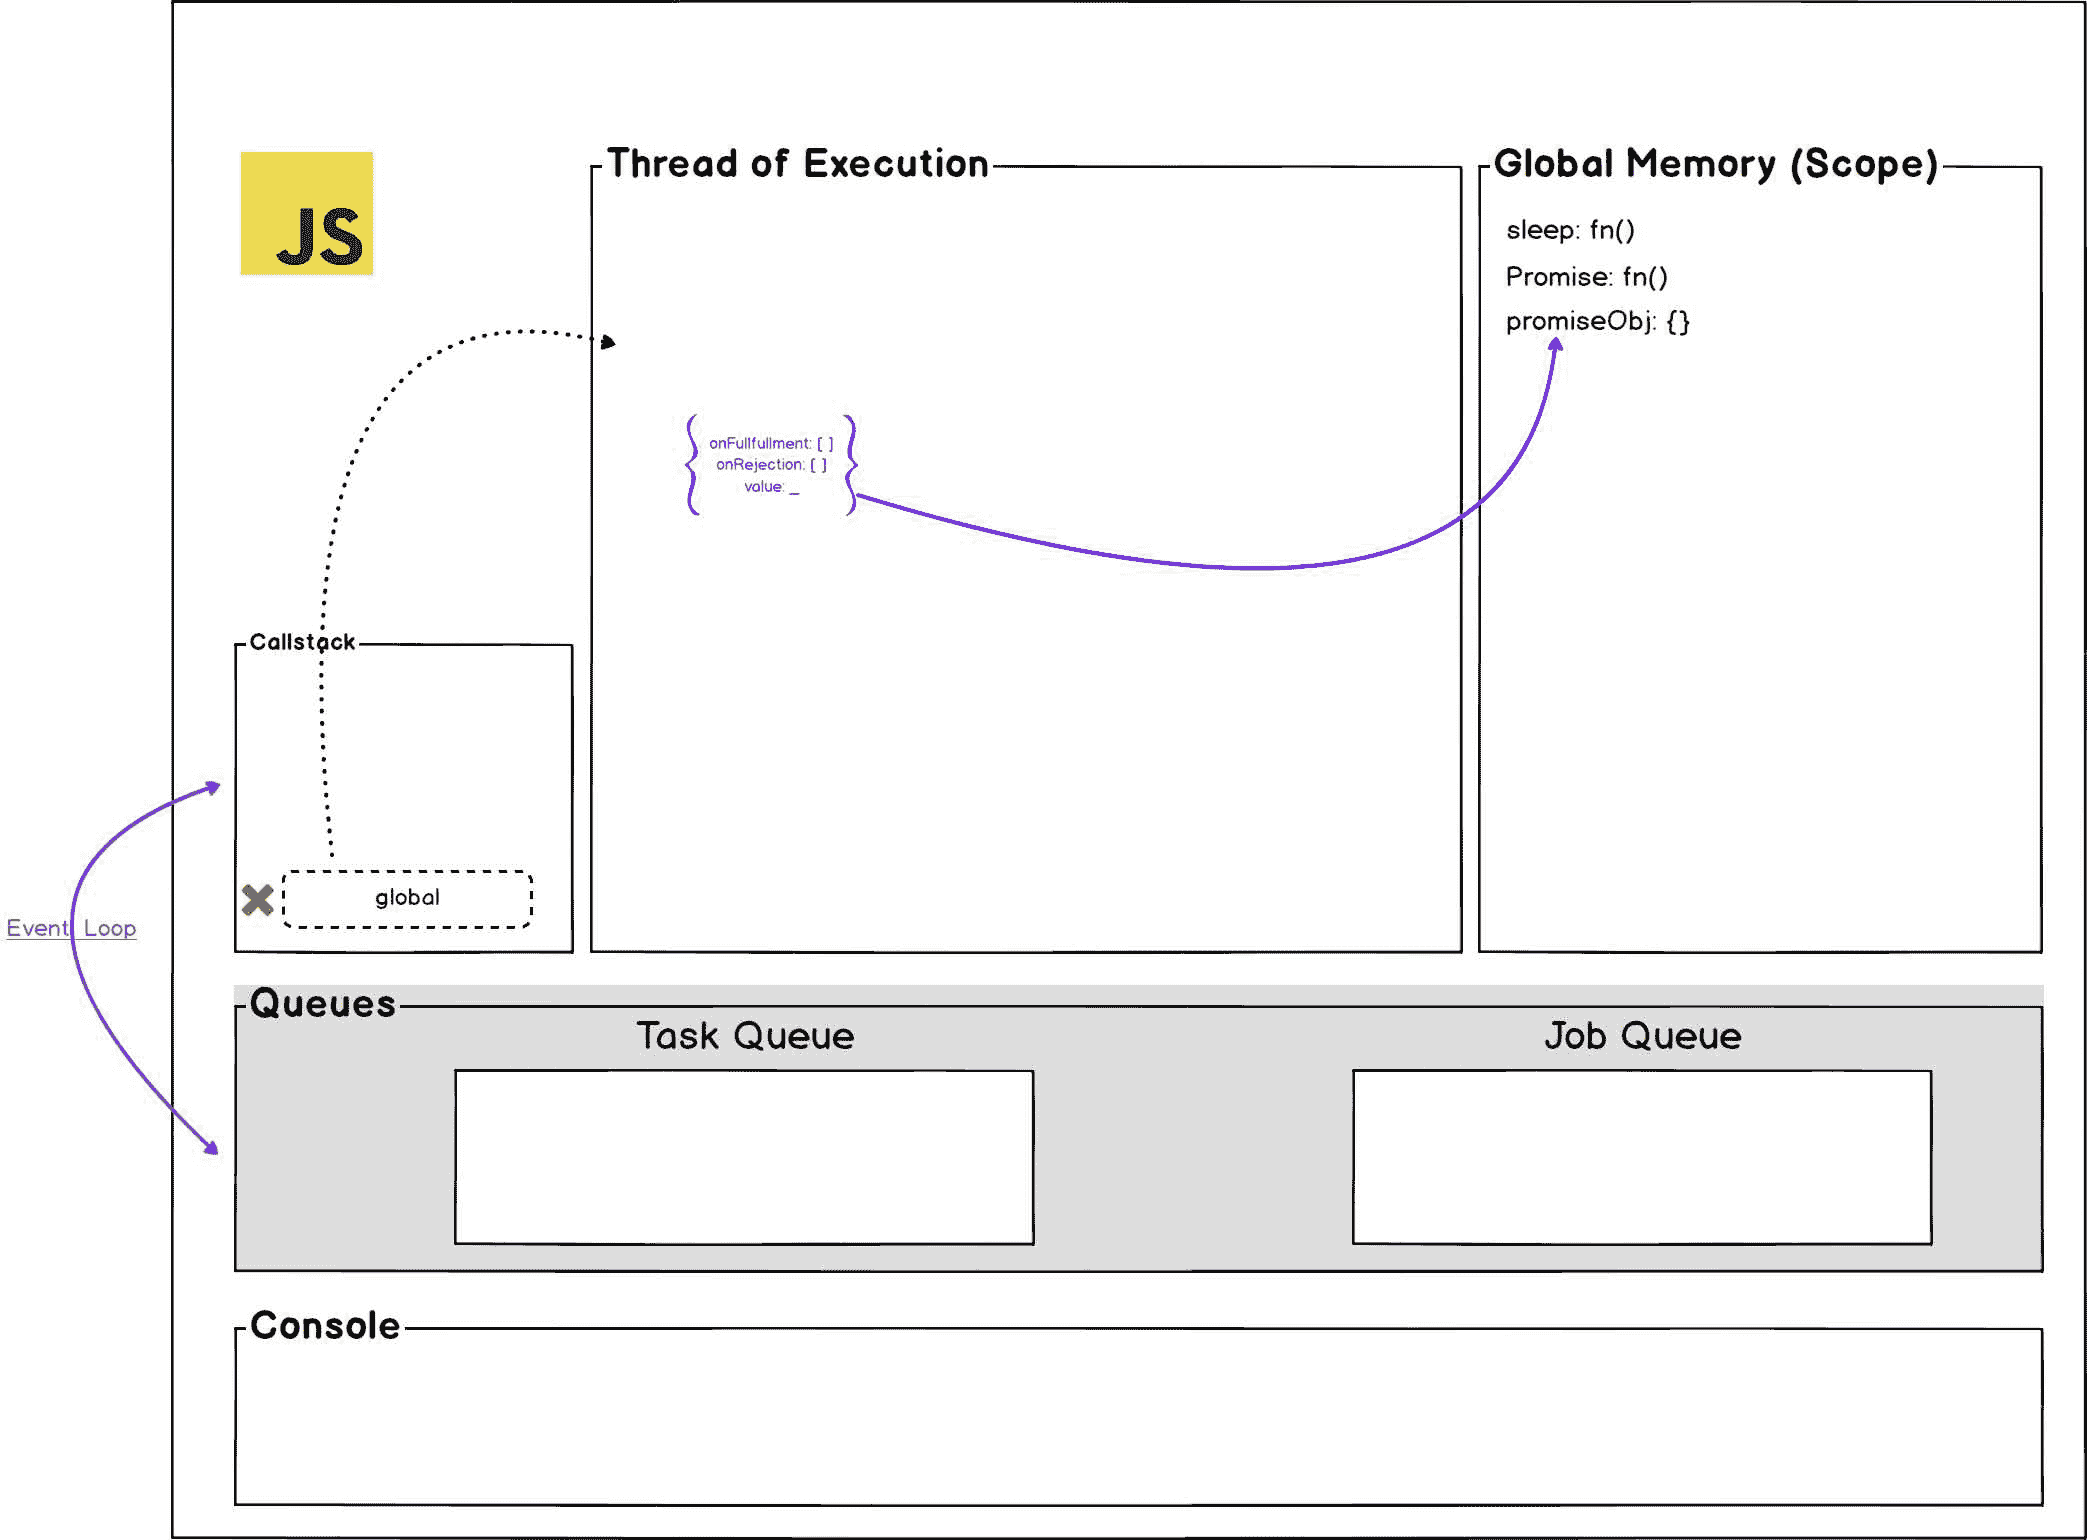 JS
Thread of Execution
Global Memory (Scope)
sleep: fn()
Promise: fn()
promiseObj: {}
onFullfullment: [ ]
onRejection: [ ]
value: _
Callstack
global
Event Loop
Queues
Task Queue
Job Queue
Console